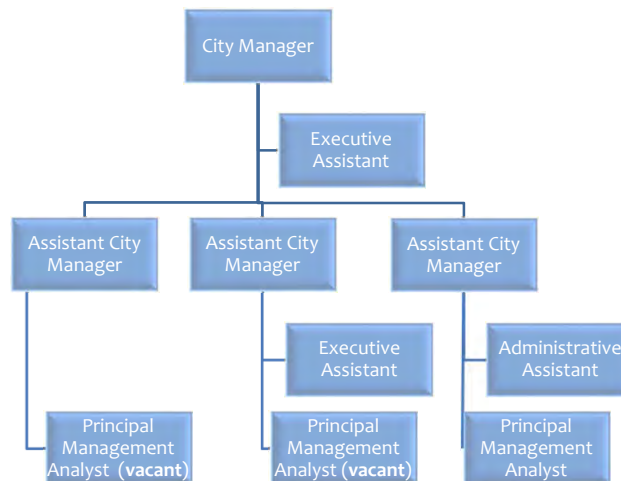 City Manager
Executive
Assistant
Assistant City
Manager
Assistant City
Manager
Assistant City
Manager
Executive
Assistant
Administrative
Assistant
Principal
Management
Analyst (vacant)
Principal
Management
Analyst (vacant)
Principal
Management
Analyst